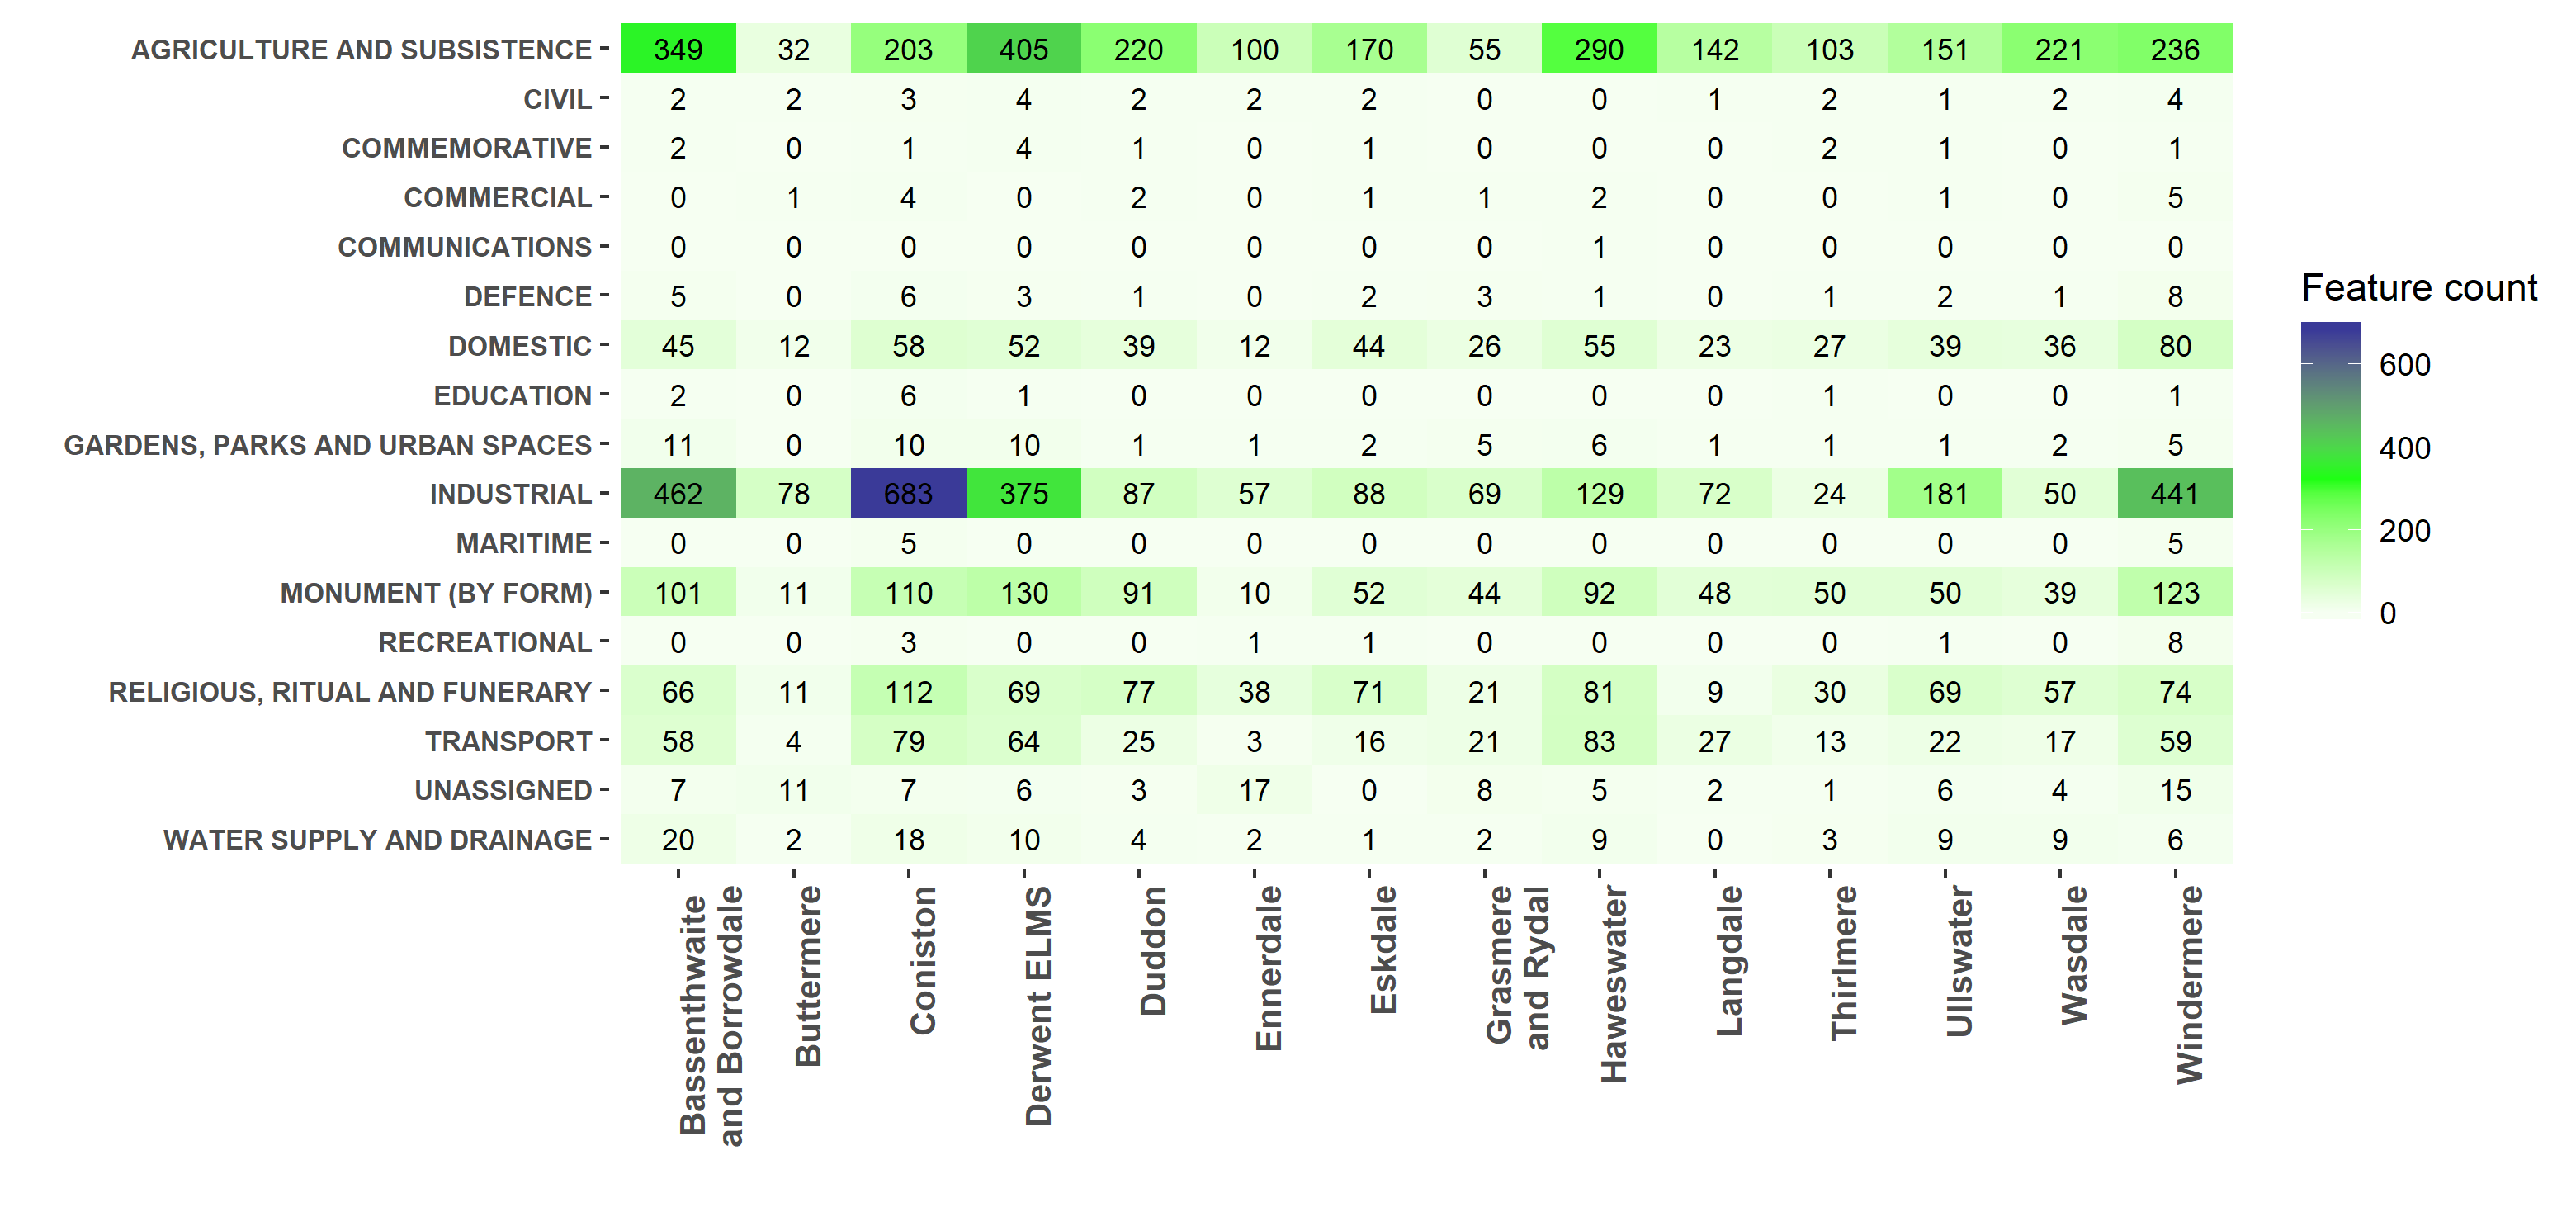 AGRICULTURE AND SUBSISTENCE 349 32 203 405 220 100 170 55 290 142 103 151 221 236
CIVIL 2 2 3 4 2 2 2 0 0 1 2 1 2 4
COMMEMORATIVE 2 0 1 4 1 0 1 0 0 0 2 1 0 1
COMMERCIAL 0 1 4 0 2 0 1 1 2 0 0 1 0 5
COMMUNICATIONS 0 0 0 0 0 0 0 0 1 0 0 0 0 0
DEFENCE 5 0 6 3 1 0 2 3 1 0 1 2 1 8
DOMESTIC 45 12 58 52 39 12 44 26 55 23 27 39 36 80
EDUCATION 2 0 6 1 0 0 0 0 0 0 1 0 0 1
GARDENS, PARKS AND URBAN SPACES 11 0 10 10 1 1 2 5 6 1 1 1 2 5
INDUSTRIAL 462 78 683 375 87 57 88 69 129 72 24 181 50 441
MARITIME 0 0 5 0 0 0 0 0 0 0 0 0 0 5
MONUMENT (BY FORM) 101 11 110 130 91 10 52 44 92 48 50 50 39 123
RECREATIONAL 0 0 3 0 0 1 1 0 0 0 0 1 0 8
RELIGIOUS, RITUAL AND FUNERARY 66 11 112 69 77 38 71 21 81 9 30 69 57 74
TRANSPORT 58 4 79 64 25 3 16 21 83 27 13 22 17 59
UNASSIGNED 7 11 7 6 3 17 0 8 5 2 1 6 4 15
WATER SUPPLY AND DRAINAGE 20 2 18 10 4 2 1 2 9 0 3 9 9 6
Bassenthwaite
and Borrowdale
Buttermere
Coniston
Derwent ELMS
Duddon
Ennerdale
Eskdale
Grasmere
and Rydal
Haweswater
Langdale
Thirlmere
Ullswater
Wasdale
Windermere
Feature count
600
400
200
0